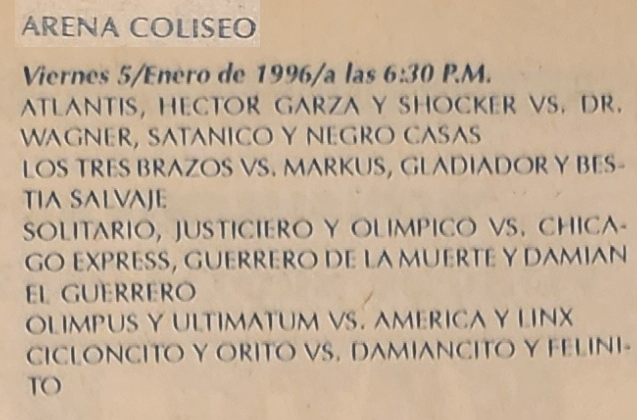 ARENA COLISEO
Viernes 5/Enero de 1996/a las 6:30 P.M.
ATLANTIS, HECTOR GARZA Y SHOCKER VS. DR.
WAGNER, SATANICO Y NEGRO CASAS
LOS TRES BRAZOS VS. MARKUS, GLADIADOR Y BES-
TIA SALVAJE
SOLITARIO, JUSTICIERO Y OLIMPICO VS. CHICA-
GO EXPRESS, GUERRERO DE LA MUERTE Y DAMIAN
EL GUERRERO
OLIMPUS Y ULTIMATUM VS. AMERICA Y LINX
CICLONCITO Y ORITO VS. DAMIANCITO Y FELINI-
TO